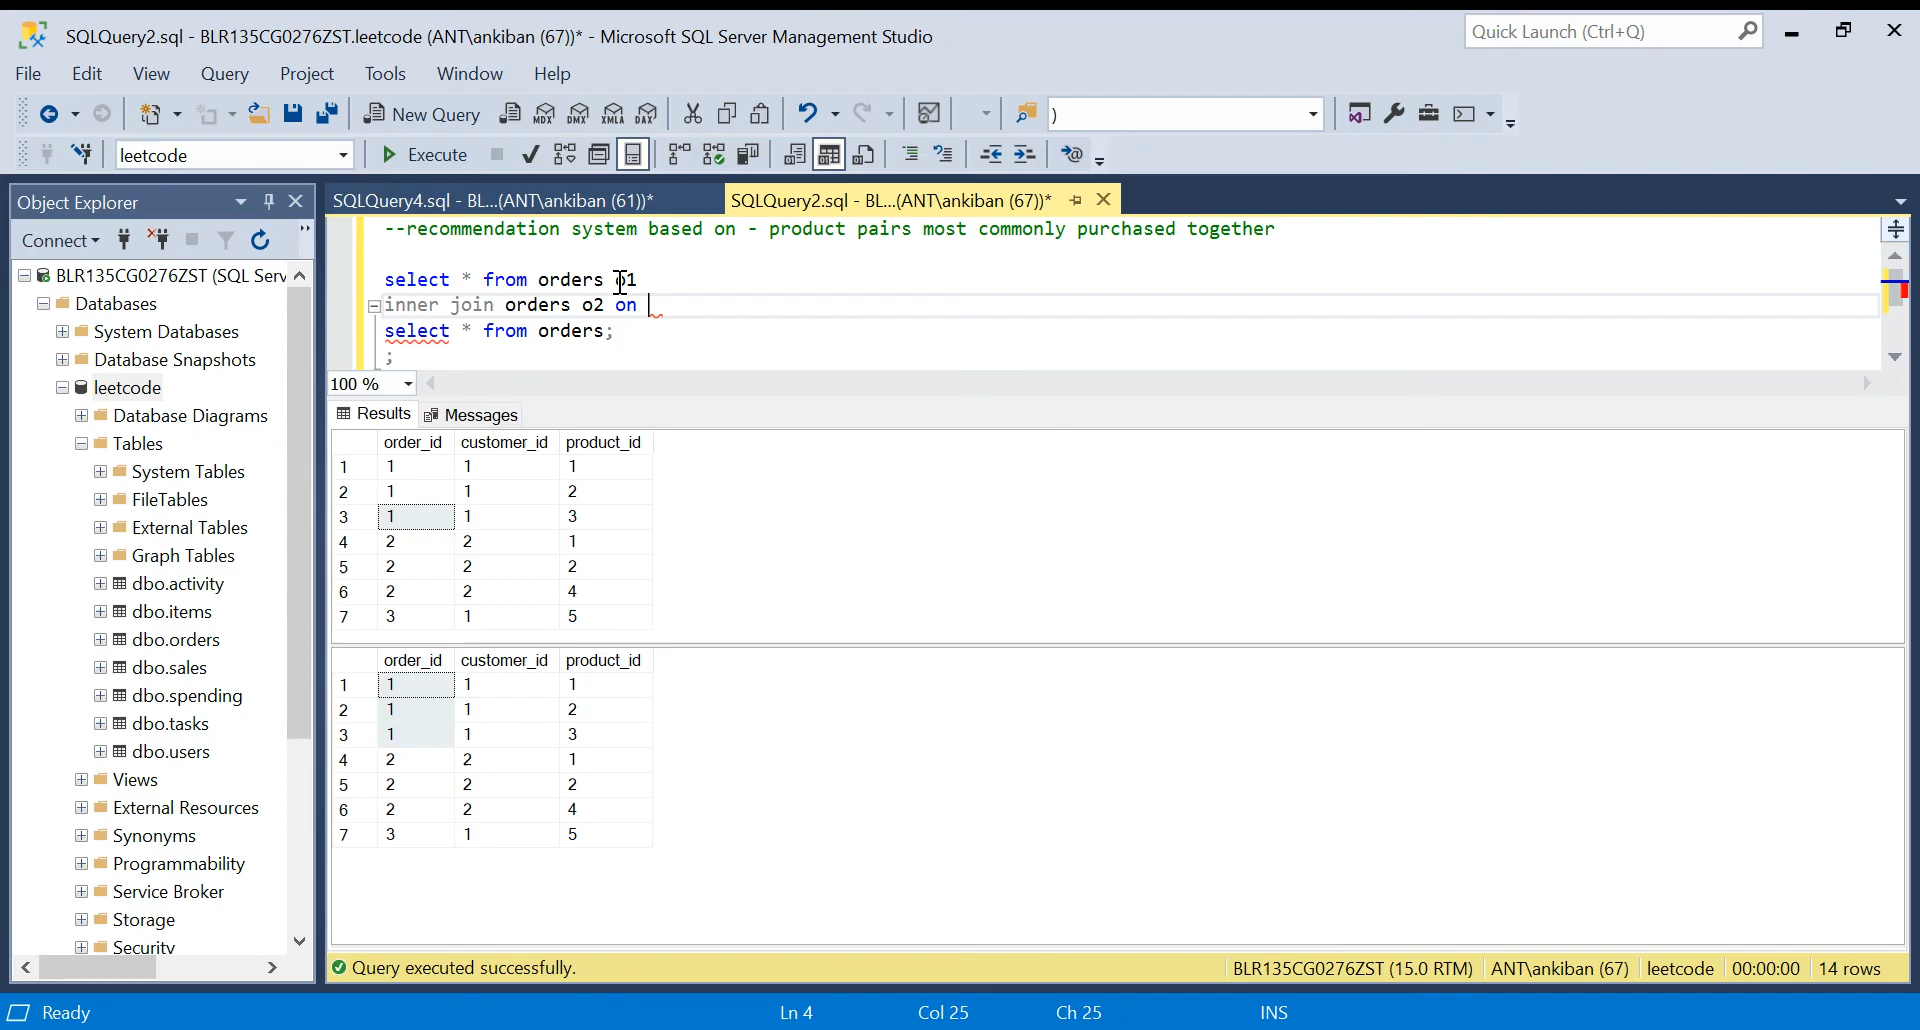 SQLQuery2.sql - BLR135CG0276ZST.leetcode (ANT\ankiban (67))* - Microsoft SQL Server Management Studio
Quick Launch (Ctrl+Q)
File Edit View Query Project Tools Window Help
New Query MDX DMX XMLA DAX )
leetcode Execute
Object Explorer
SQLQuery4.sql - BL...(ANT\ankiban (61))*
SQLQuery2.sql - BL...(ANT\ankiban (67))*
Connect
BLR135CG0276ZST (SQL Serv
Databases
System Databases
Database Snapshots
leetcode
Database Diagrams
Tables
System Tables
FileTables
External Tables
Graph Tables
dbo.activity
dbo.items
dbo.orders
dbo.sales
dbo.spending
dbo.tasks
dbo.users
Views
External Resources
Synonyms
Programmability
Service Broker
Storage
Security
--recommendation system based on - product pairs most commonly purchased together
select * from orders o1
inner join orders o2 on
select * from orders;
;
100 %
Results Messages
order_id customer_id product_id
1 1 1 1
2 1 1 2
3 1 1 3
4 2 2 1
5 2 2 2
6 2 2 4
7 3 1 5
order_id customer_id product_id
1 1 1 1
2 1 1 2
3 1 1 3
4 2 2 1
5 2 2 2
6 2 2 4
7 3 1 5
Query executed successfully.
BLR135CG0276ZST (15.0 RTM) ANT\ankiban (67) leetcode 00:00:00 14 rows
Ready Ln 4 Col 25 Ch 25 INS